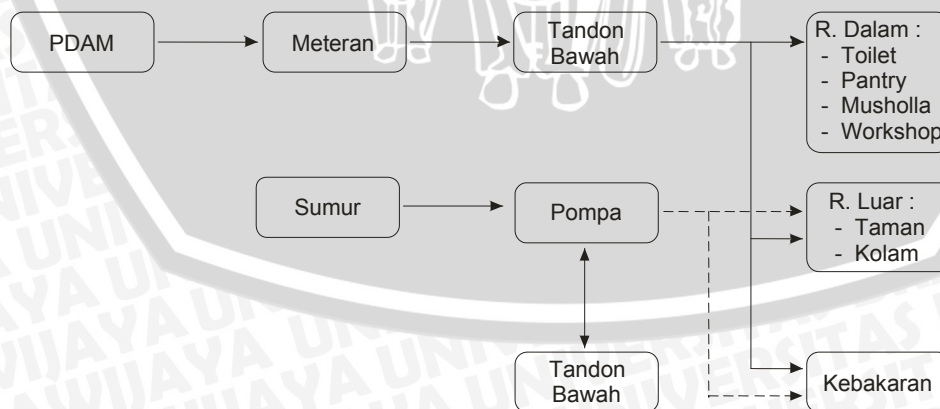 PDAM
Meteran
Tandon
Bawah
R. Dalam :
- Toilet
- Pantry
- Musholla
- Workshop
Sumur
Pompa
R. Luar :
- Taman
- Kolam
Tandon
Bawah
Kebakaran